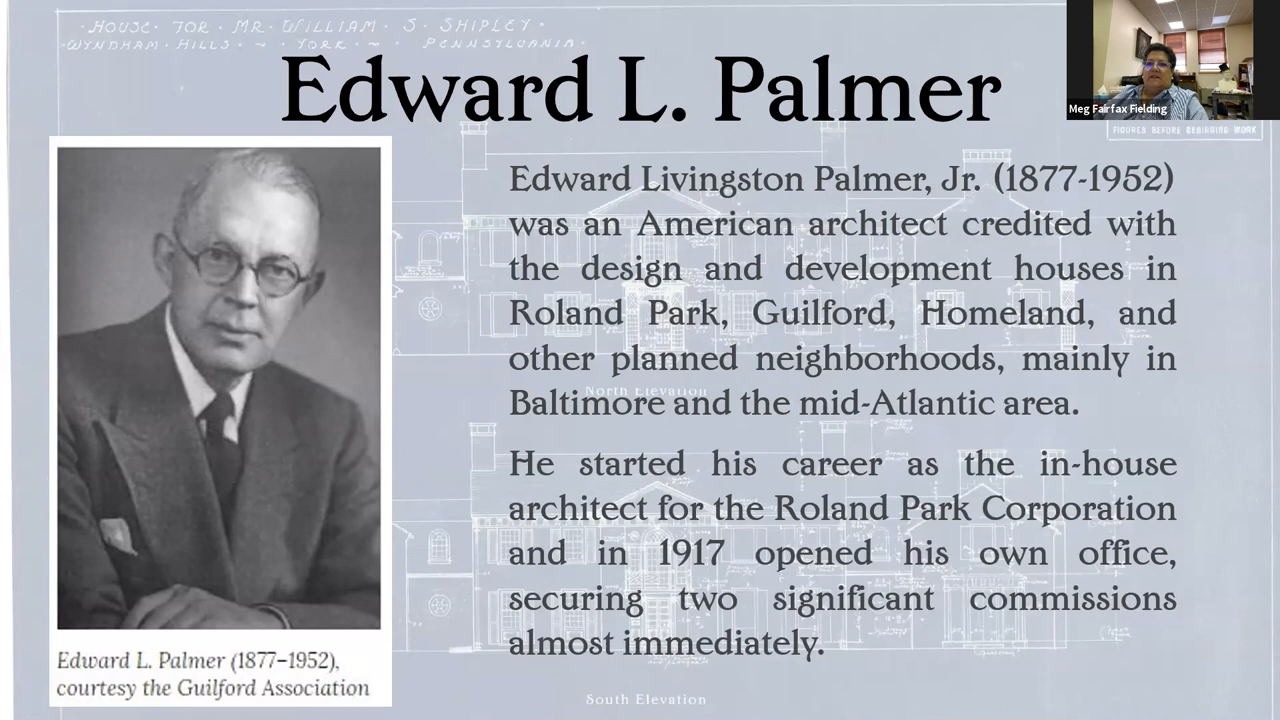 · HOUSE · FOR · MR · WILLIAM · S · SHIPLEY ·
· WYNDHAM · HILLS · ~ · YORK · ~ · PENNSYLVANIA ·
Edward L. Palmer
Meg Fairfax Fielding
FIGURES BEFORE BEGINNING WORK
Edward Livingston Palmer, Jr. (1877-1952)
was an American architect credited with
the design and development houses in
Roland Park, Guilford, Homeland, and
other planned neighborhoods, mainly in
North Elevation
Baltimore and the mid-Atlantic area.
He started his career as the in-house
architect for the Roland Park Corporation
and in 1917 opened his own office,
securing two significant commissions
almost immediately.
Edward L. Palmer (1877–1952),
courtesy the Guilford Association
South Elevation